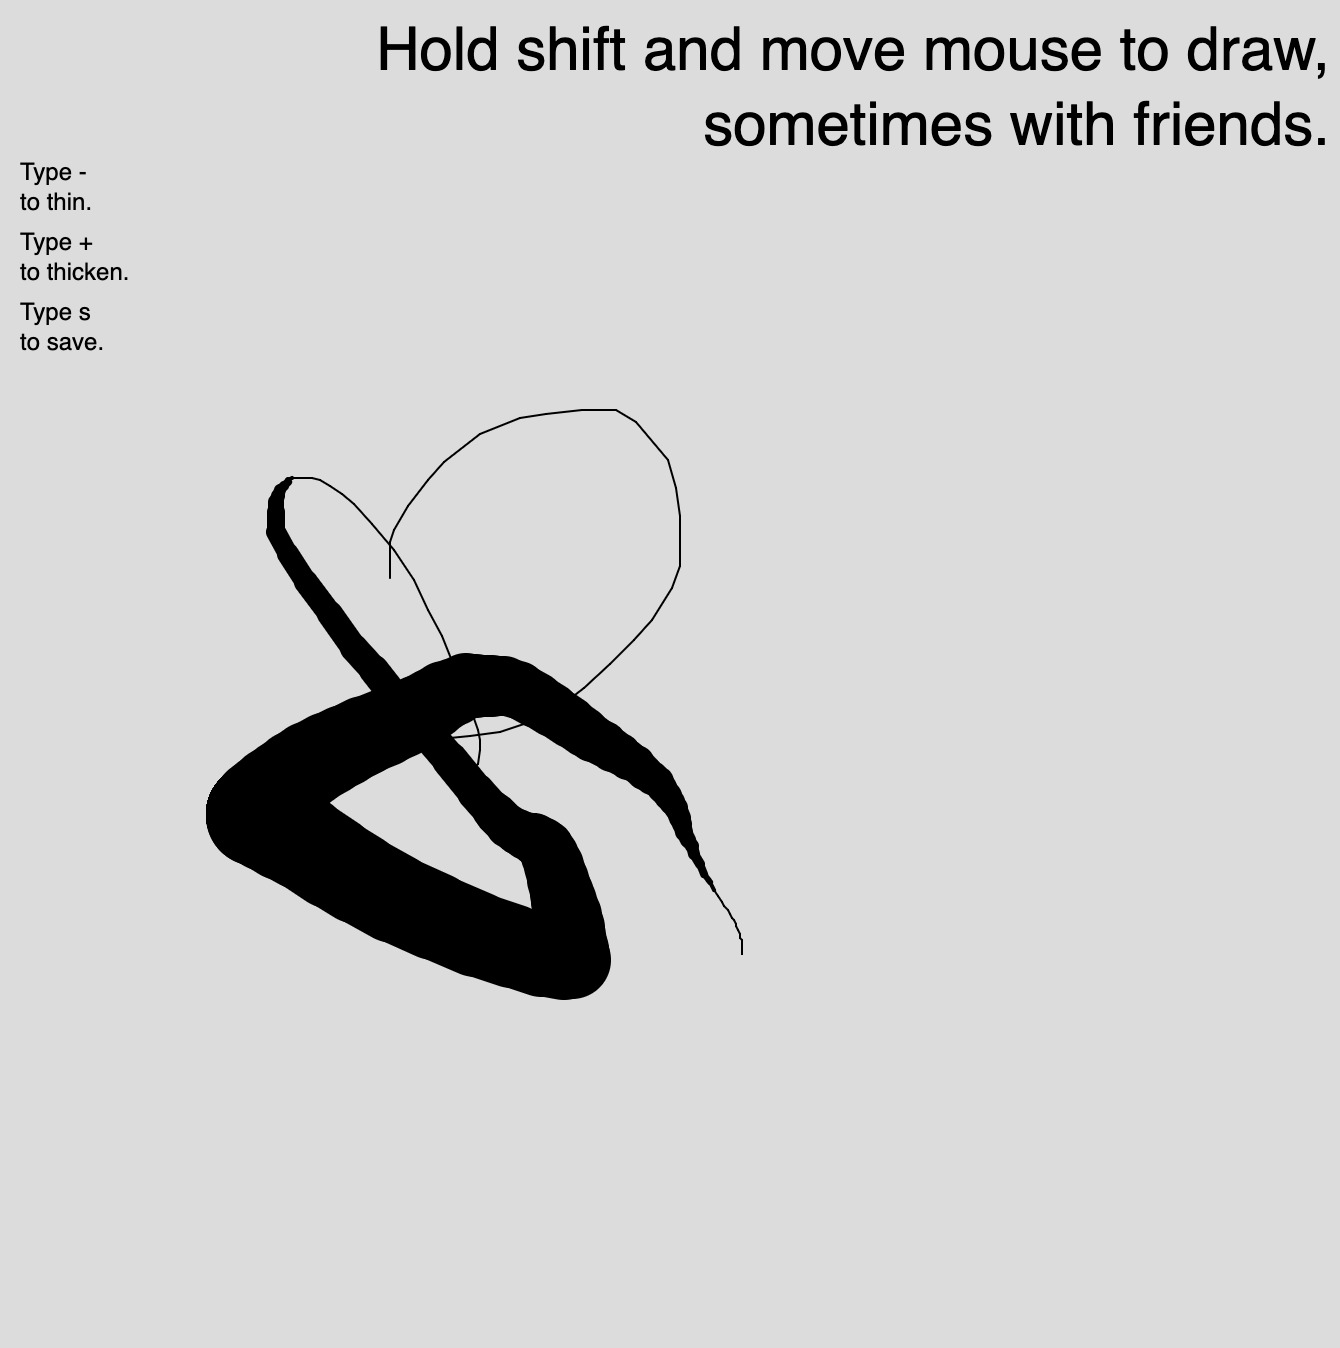 Hold shift and move mouse to draw,
sometimes with friends.
Type -
to thin.
Type +
to thicken.
Type s
to save.